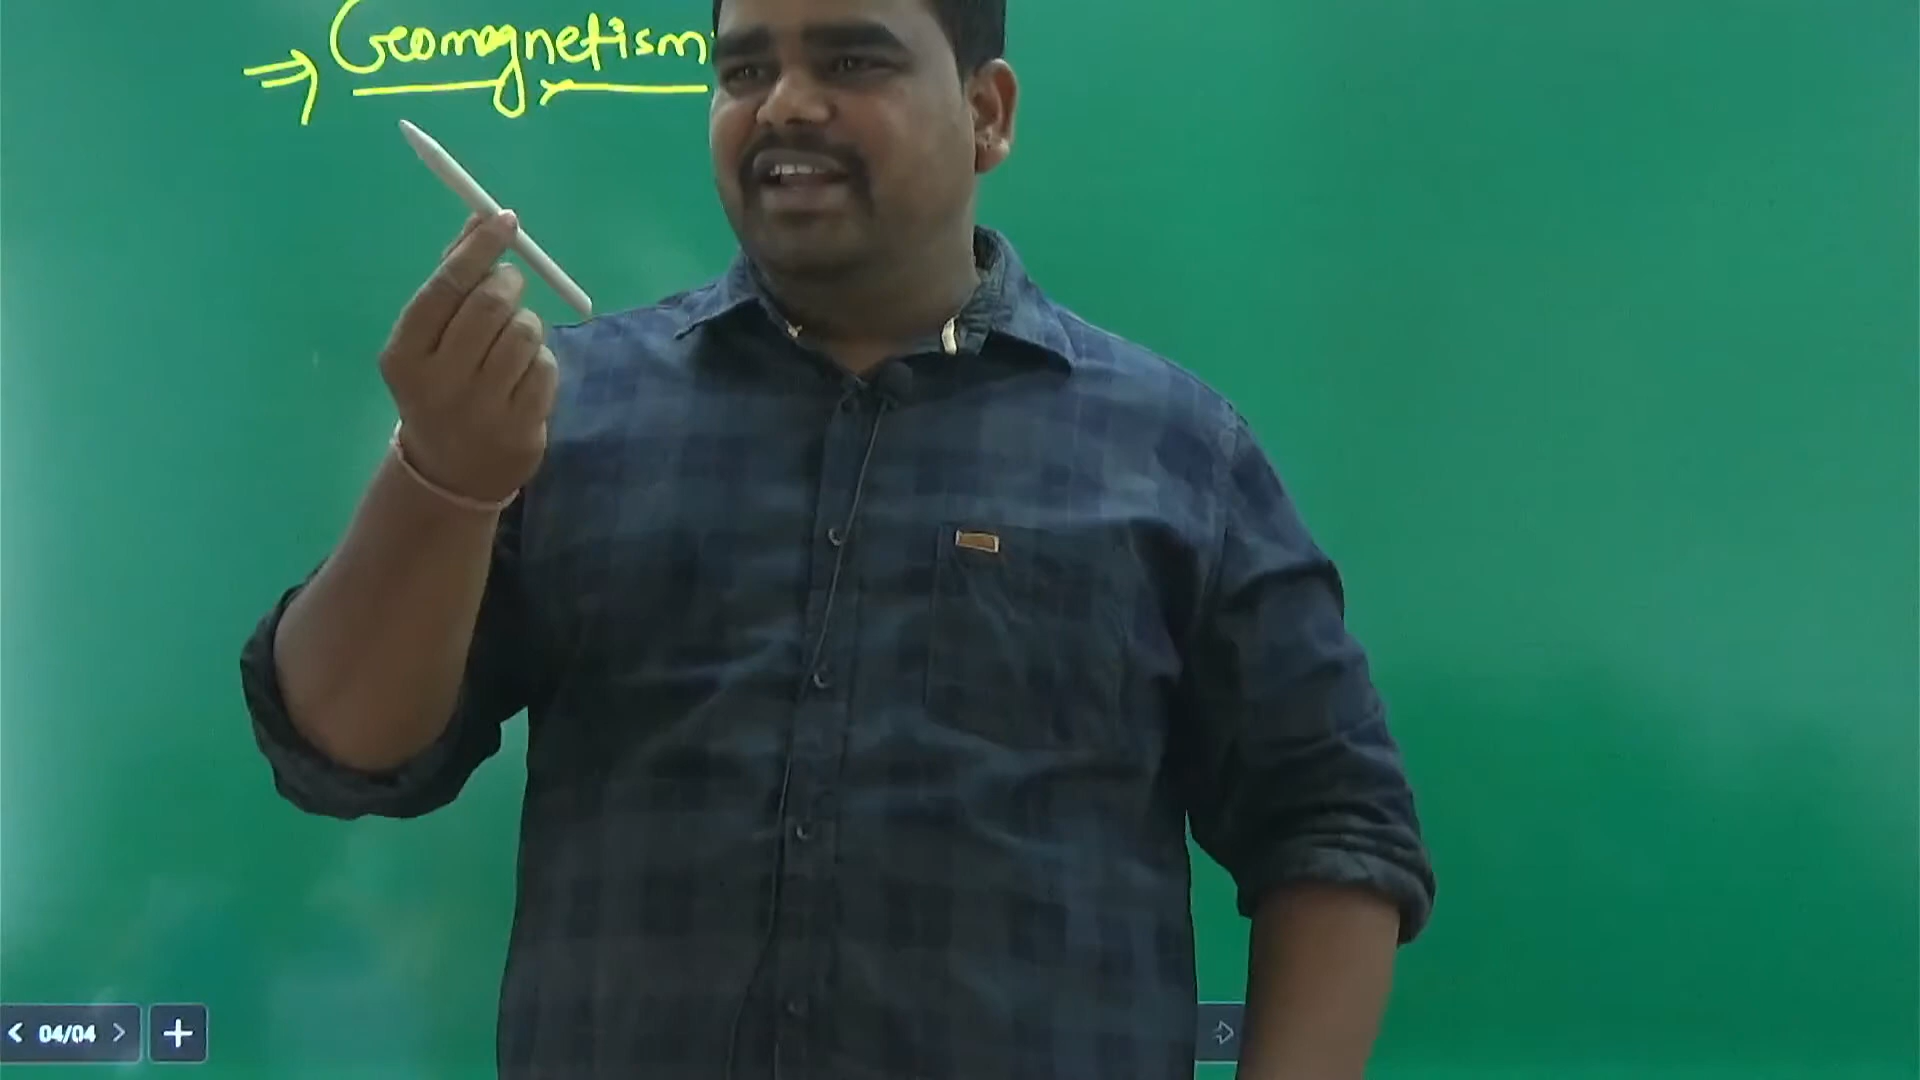 ⇒ Geomagnetism
< 04/04 > +